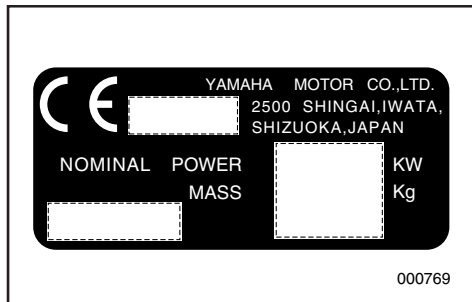 CE YAMAHA MOTOR CO.,LTD.
2500 SHINGAI,IWATA,
SHIZUOKA,JAPAN
NOMINAL POWER KW
MASS Kg
000769